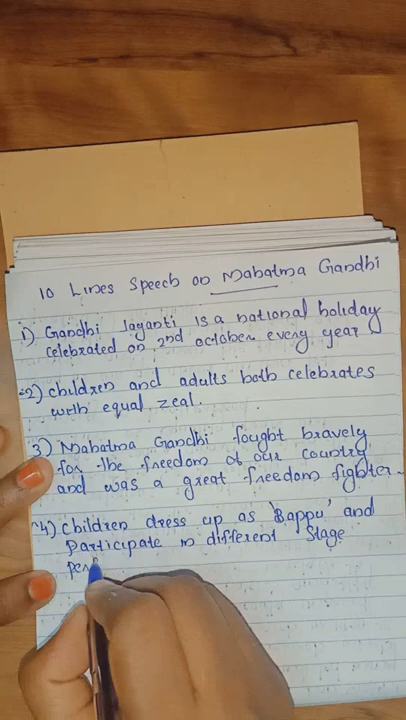 10 Lines Speech on Mahatma Gandhi
1) Gandhi Jayanti is a national holiday
celebrated on 2nd october every year
2) children and adults both celebrates
with equal zeal.
3) Mahatma Gandhi fought bravely
for the freedom of our country,
and was a great freedom fighter.
4) Children dress up as 'Bappu' and
Participate in different Stage
per